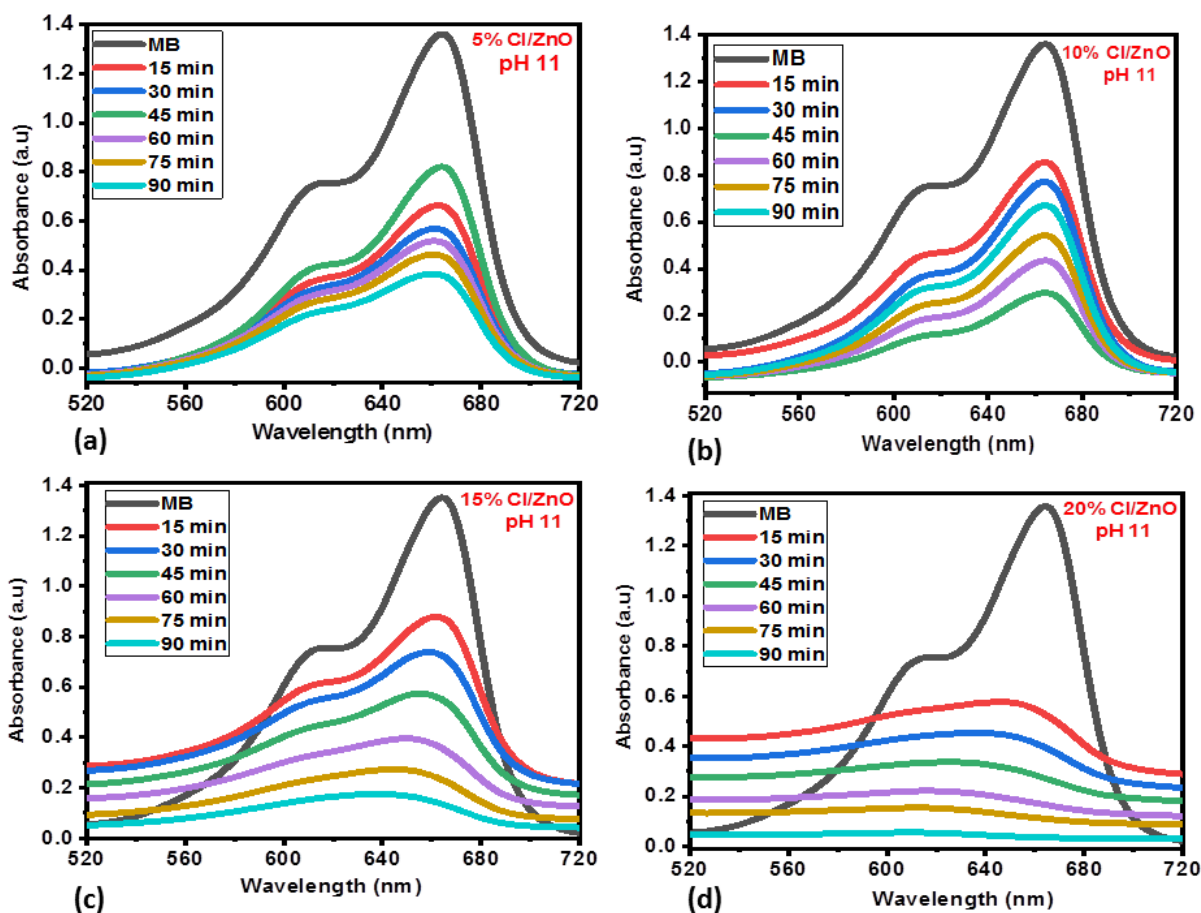 1.4
1.2
1.0
0.8
0.6
0.4
0.2
0.0
Absorbance (a.u)
MB
15 min
30 min
45 min
60 min
75 min
90 min
5% Cl/ZnO
pH 11
520 560 600 640 680 720
Wavelength (nm)
(a)
1.4
1.2
1.0
0.8
0.6
0.4
0.2
0.0
Absorbance (a.u)
MB
15 min
30 min
45 min
60 min
75 min
90 min
10% Cl/ZnO
pH 11
520 560 600 640 680 720
Wavelength (nm)
(b)
1.4
1.2
1.0
0.8
0.6
0.4
0.2
0.0
Absorbance (a.u)
MB
15 min
30 min
45 min
60 min
75 min
90 min
15% Cl/ZnO
pH 11
520 560 600 640 680 720
Wavelength (nm)
(c)
1.4
1.2
1.0
0.8
0.6
0.4
0.2
0.0
Absorbance (a.u)
MB
15 min
30 min
45 min
60 min
75 min
90 min
20% Cl/ZnO
pH 11
520 560 600 640 680 720
Wavelength (nm)
(d)